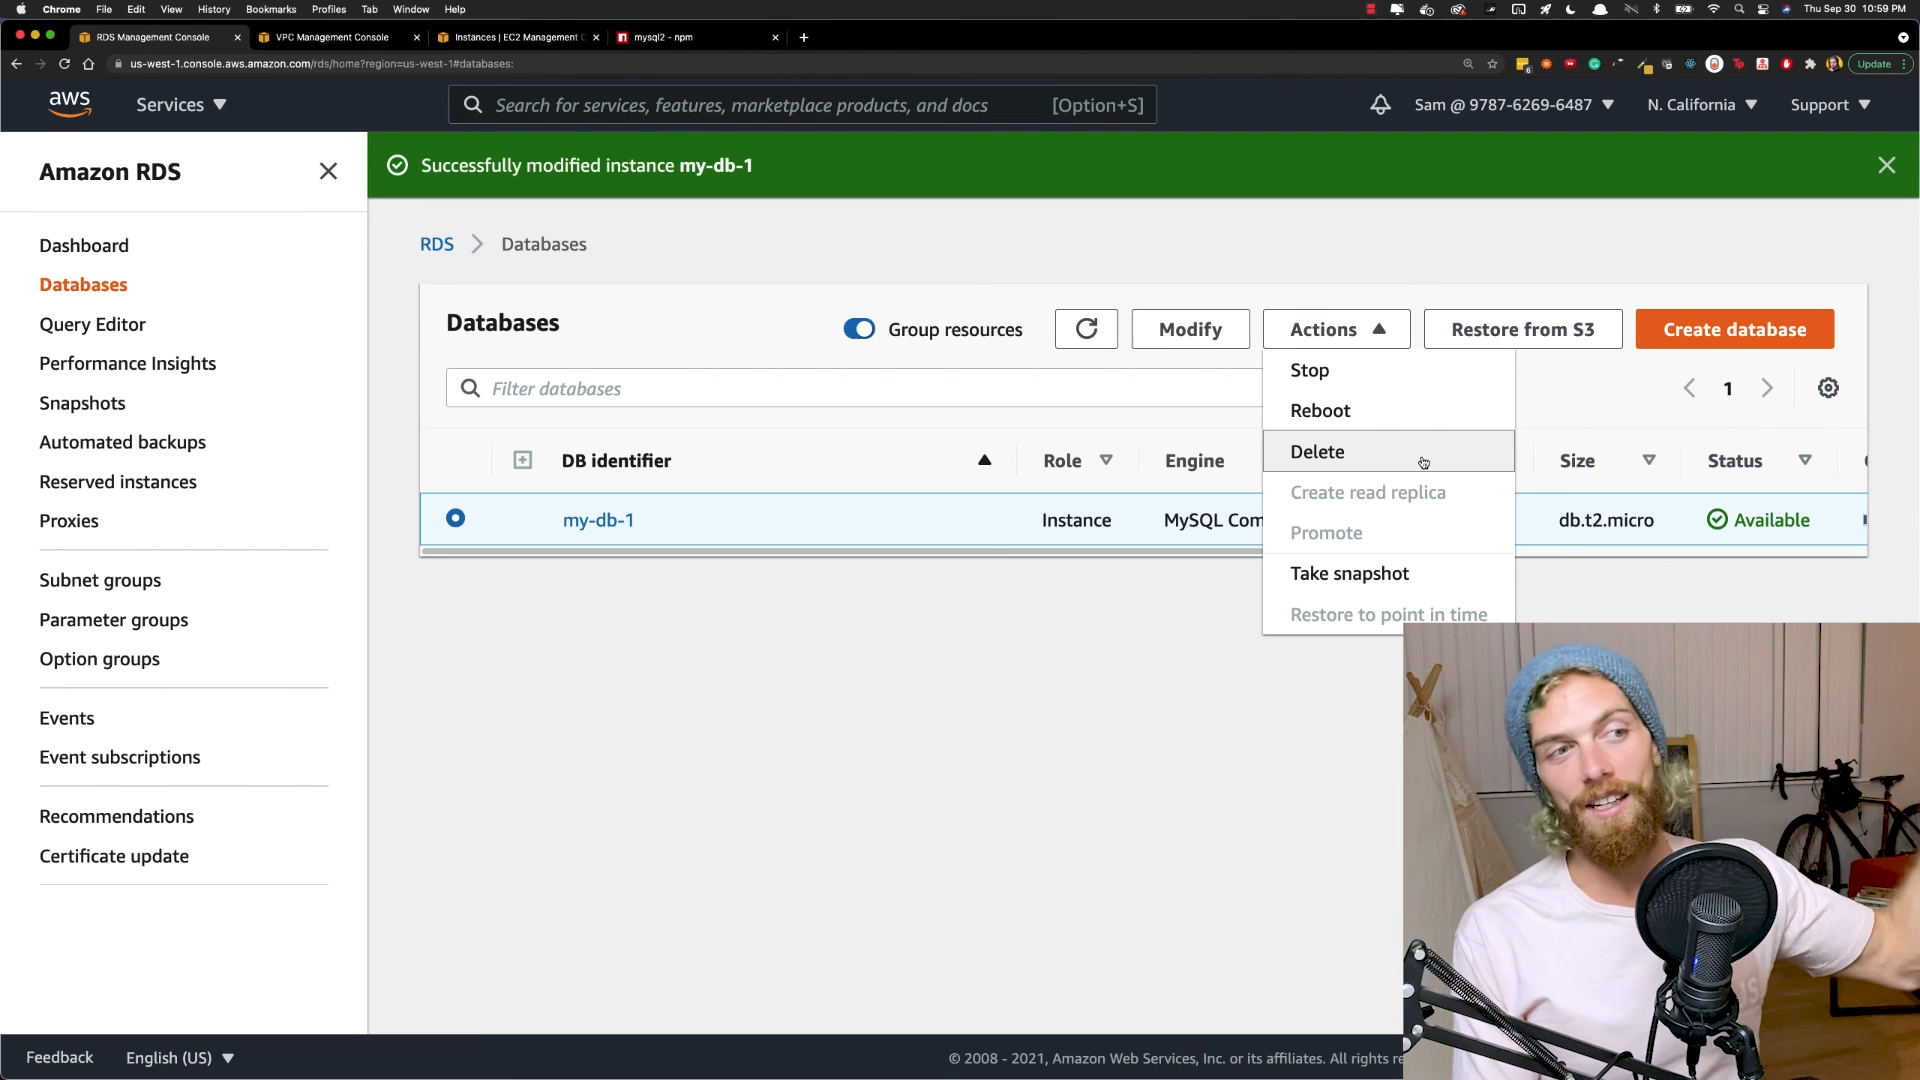 Chrome File Edit View History Bookmarks Profiles Tab Window Help
Thu Sep 30 10:59 PM
RDS Management Console
VPC Management Console
Instances | EC2 Management C
mysql2 - npm
us-west-1.console.aws.amazon.com/rds/home?region=us-west-1#databases:
Update
aws
Services
Search for services, features, marketplace products, and docs [Option+S]
Sam @ 9787-6269-6487
N. California
Support
Amazon RDS
Successfully modified instance my-db-1
Dashboard
Databases
Query Editor
Performance Insights
Snapshots
Automated backups
Reserved instances
Proxies
Subnet groups
Parameter groups
Option groups
Events
Event subscriptions
Recommendations
Certificate update
RDS > Databases
Databases
Group resources
Modify
Actions
Restore from S3
Create database
Filter databases
1
Stop
Reboot
Delete
Create read replica
Promote
Take snapshot
Restore to point in time
DB identifier Role Engine Size Status
my-db-1 Instance MySQL Com db.t2.micro Available
Feedback
English (US)
© 2008 - 2021, Amazon Web Services, Inc. or its affiliates. All rights re